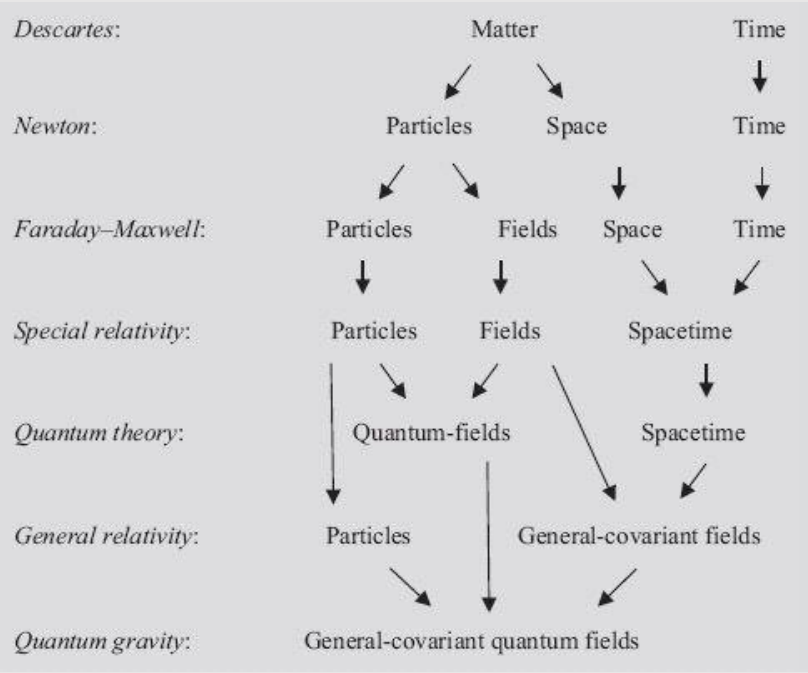 Descartes: Matter Time
Newton: Particles Space Time
Faraday–Maxwell: Particles Fields Space Time
Special relativity: Particles Fields Spacetime
Quantum theory: Quantum-fields Spacetime
General relativity: Particles General-covariant fields
Quantum gravity: General-covariant quantum fields